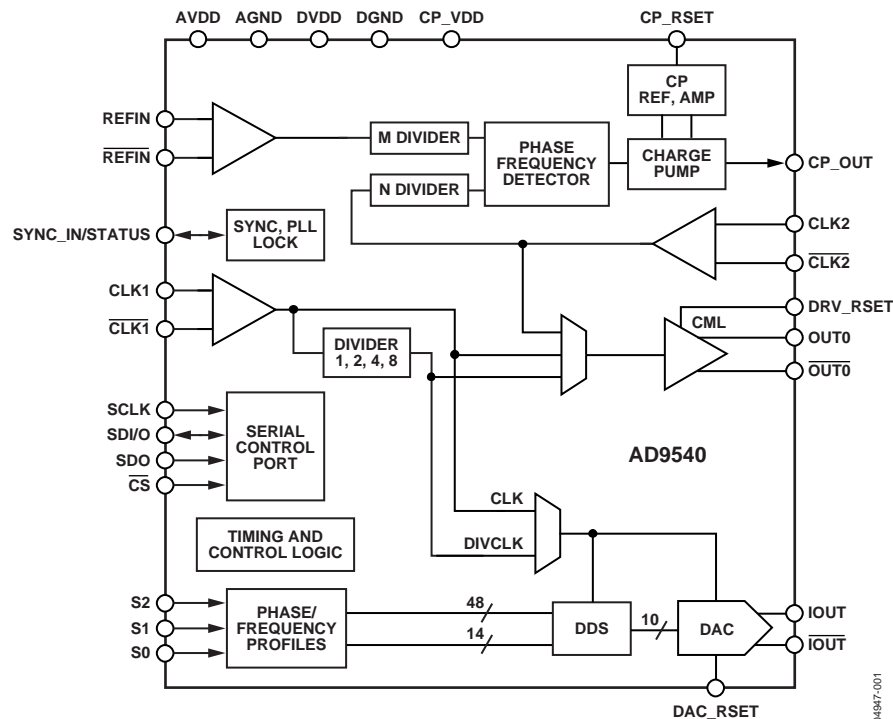 AVDD AGND DVDD DGND CP_VDD CP_RSET
CP
REF, AMP
REFIN
REFIN
M DIVIDER
N DIVIDER
PHASE
FREQUENCY
DETECTOR
CHARGE
PUMP
CP_OUT
SYNC_IN/STATUS
SYNC, PLL
LOCK
CLK2
CLK2
CLK1
CLK1
DIVIDER
1, 2, 4, 8
CML
DRV_RSET
OUT0
OUT0
SCLK
SDI/O
SDO
CS
SERIAL
CONTROL
PORT
AD9540
CLK
DIVCLK
TIMING AND
CONTROL LOGIC
S2
S1
S0
PHASE/
FREQUENCY
PROFILES
48
14
DDS
10
DAC
IOUT
IOUT
DAC_RSET
04947-001